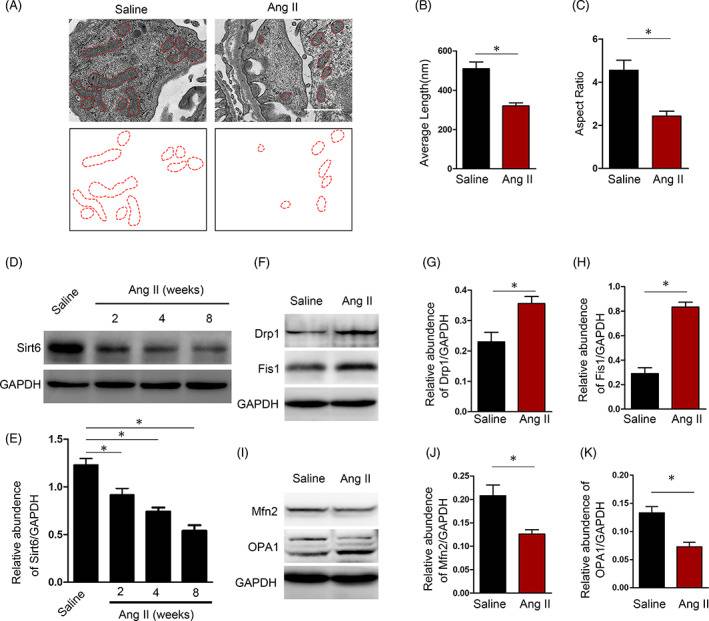 (A)
Saline
Ang II
(B)
Average Length(nm)
600
400
200
0
*
Saline
Ang II
(C)
Aspect Ratio
6
4
2
0
*
Saline
Ang II
(D)
Saline
Ang II (weeks)
2
4
8
Sirt6
GAPDH
(E)
Relative abundance
of Sirt6/GAPDH
1.5
1.0
0.5
0.0
*
*
*
Saline
2
4
8
Ang II (weeks)
(F)
Saline
Ang II
Drp1
Fis1
GAPDH
(G)
Relative abundance
of Drp1/GAPDH
0.4
0.3
0.2
0.1
0.0
*
Saline
Ang II
(H)
Relative abundance
of Fis1/GAPDH
1.0
0.8
0.6
0.4
0.2
0.0
*
Saline
Ang II
(I)
Saline
Ang II
Mfn2
OPA1
GAPDH
(J)
Relative abundance
of Mfn2/GAPDH
0.25
0.20
0.15
0.10
0.05
0.00
*
Saline
Ang II
(K)
Relative abundance of
OPA1/GAPDH
0.20
0.15
0.10
0.05
0.00
*
Saline
Ang II